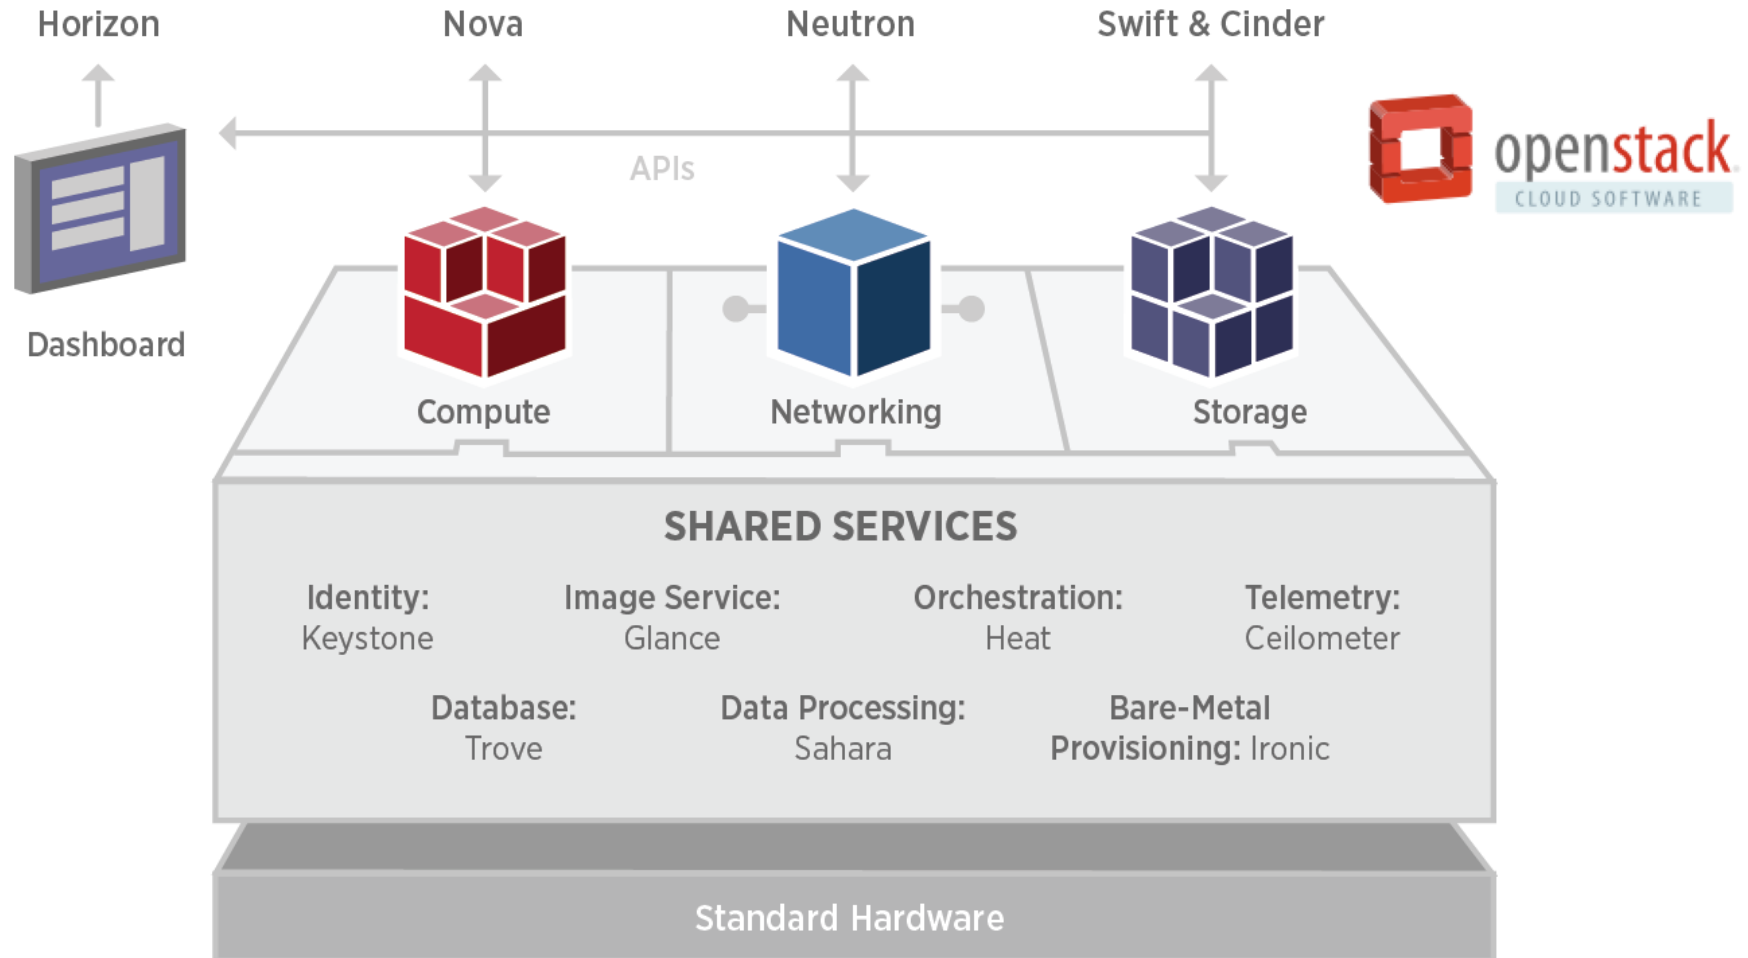 Horizon
Nova
Neutron
Swift & Cinder
APIs
openstack
CLOUD SOFTWARE
Dashboard
Compute
Networking
Storage
SHARED SERVICES
Identity:
Keystone
Image Service:
Glance
Orchestration:
Heat
Telemetry:
Ceilometer
Database:
Trove
Data Processing:
Sahara
Bare-Metal
Provisioning: Ironic
Standard Hardware